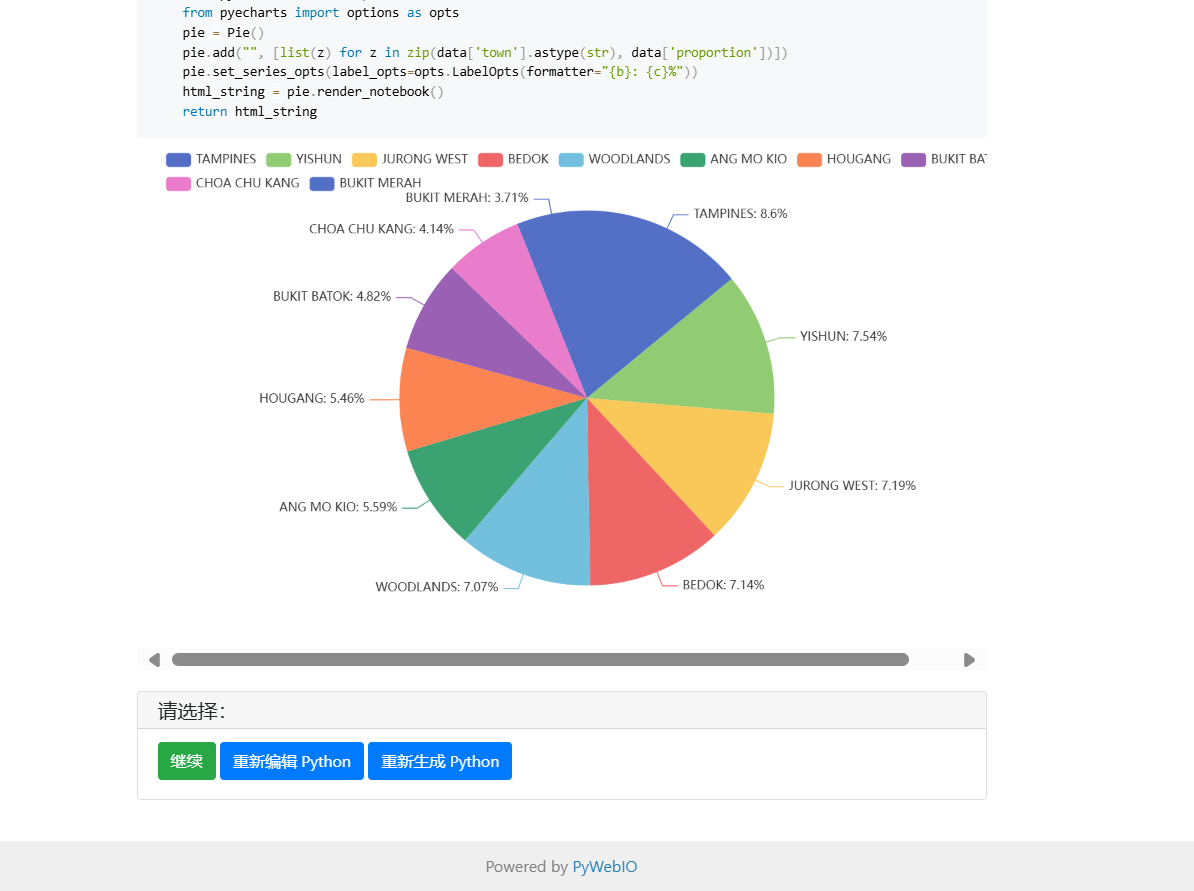 from pyecharts import options as opts
pie = Pie()
pie.add("", [list(z) for z in zip(data['town'].astype(str), data['proportion'])])
pie.set_series_opts(label_opts=opts.LabelOpts(formatter="{b}: {c}%"))
html_string = pie.render_notebook()
return html_string
TAMPINES YISHUN JURONG WEST BEDOK WOODLANDS ANG MO KIO HOUGANG BUKIT BAT
CHOA CHU KANG BUKIT MERAH
BUKIT MERAH: 3.71%
TAMPINES: 8.6%
CHOA CHU KANG: 4.14%
BUKIT BATOK: 4.82%
YISHUN: 7.54%
HOUGANG: 5.46%
JURONG WEST: 7.19%
ANG MO KIO: 5.59%
WOODLANDS: 7.07%
BEDOK: 7.14%
请选择：
继续 重新编辑 Python 重新生成 Python
Powered by PyWebIO